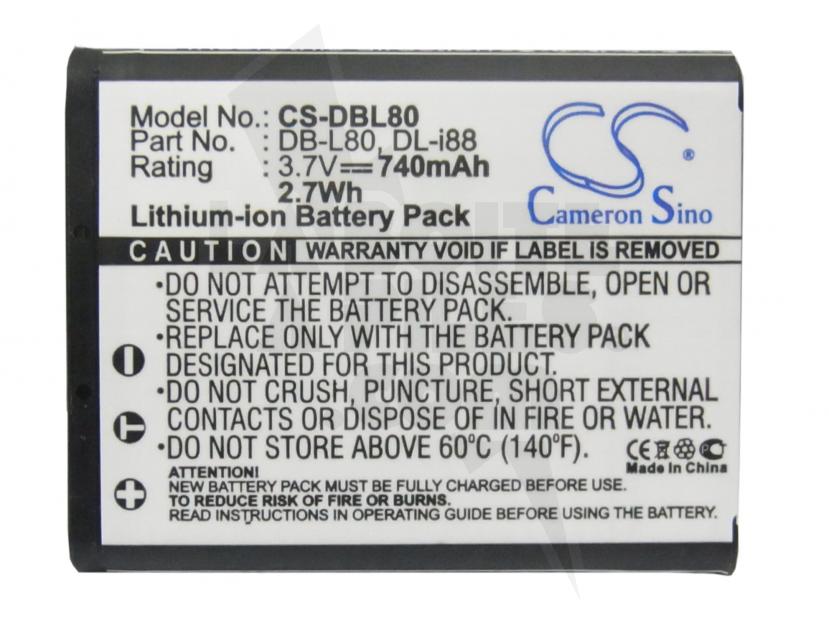 Model No.: CS-DBL80
Part No. : DB-L80, DL-i88
Rating : 3.7V⎓740mAh
2.7Wh
Lithium-ion Battery Pack
CS ®
Cameron Sino
CAUTION WARRANTY VOID IF LABEL IS REMOVED
•DO NOT ATTEMPT TO DISASSEMBLE, OPEN OR
SERVICE THE BATTERY PACK.
•REPLACE ONLY WITH THE BATTERY PACK
DESIGNATED FOR THIS PRODUCT.
•DO NOT CRUSH, PUNCTURE, SHORT EXTERNAL
CONTACTS OR DISPOSE OF IN FIRE OR WATER.
•DO NOT STORE ABOVE 60°C (140°F).
CE
Made In China
ATTENTION!
NEW BATTERY PACK MUST BE FULLY CHARGED BEFORE USE
TO REDUCE RISK OF FIRE OR BURNS.
READ INSTRUCTIONS IN OPERATING GUIDE BEFORE USING THE BATTERY.
T